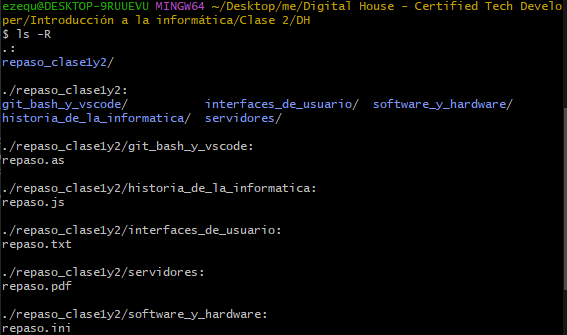 ezequ@DESKTOP-9RUUEVU MINGW64 ~/Desktop/me/Digital House - Certified Tech Develo
per/Introducción a la informática/Clase 2/DH
$ ls -R
.:
repaso_clase1y2/

./repaso_clase1y2:
git_bash_y_vscode/ interfaces_de_usuario/ software_y_hardware/
historia_de_la_informatica/ servidores/

./repaso_clase1y2/git_bash_y_vscode:
repaso.as

./repaso_clase1y2/historia_de_la_informatica:
repaso.js

./repaso_clase1y2/interfaces_de_usuario:
repaso.txt

./repaso_clase1y2/servidores:
repaso.pdf

./repaso_clase1y2/software_y_hardware:
repaso.ini